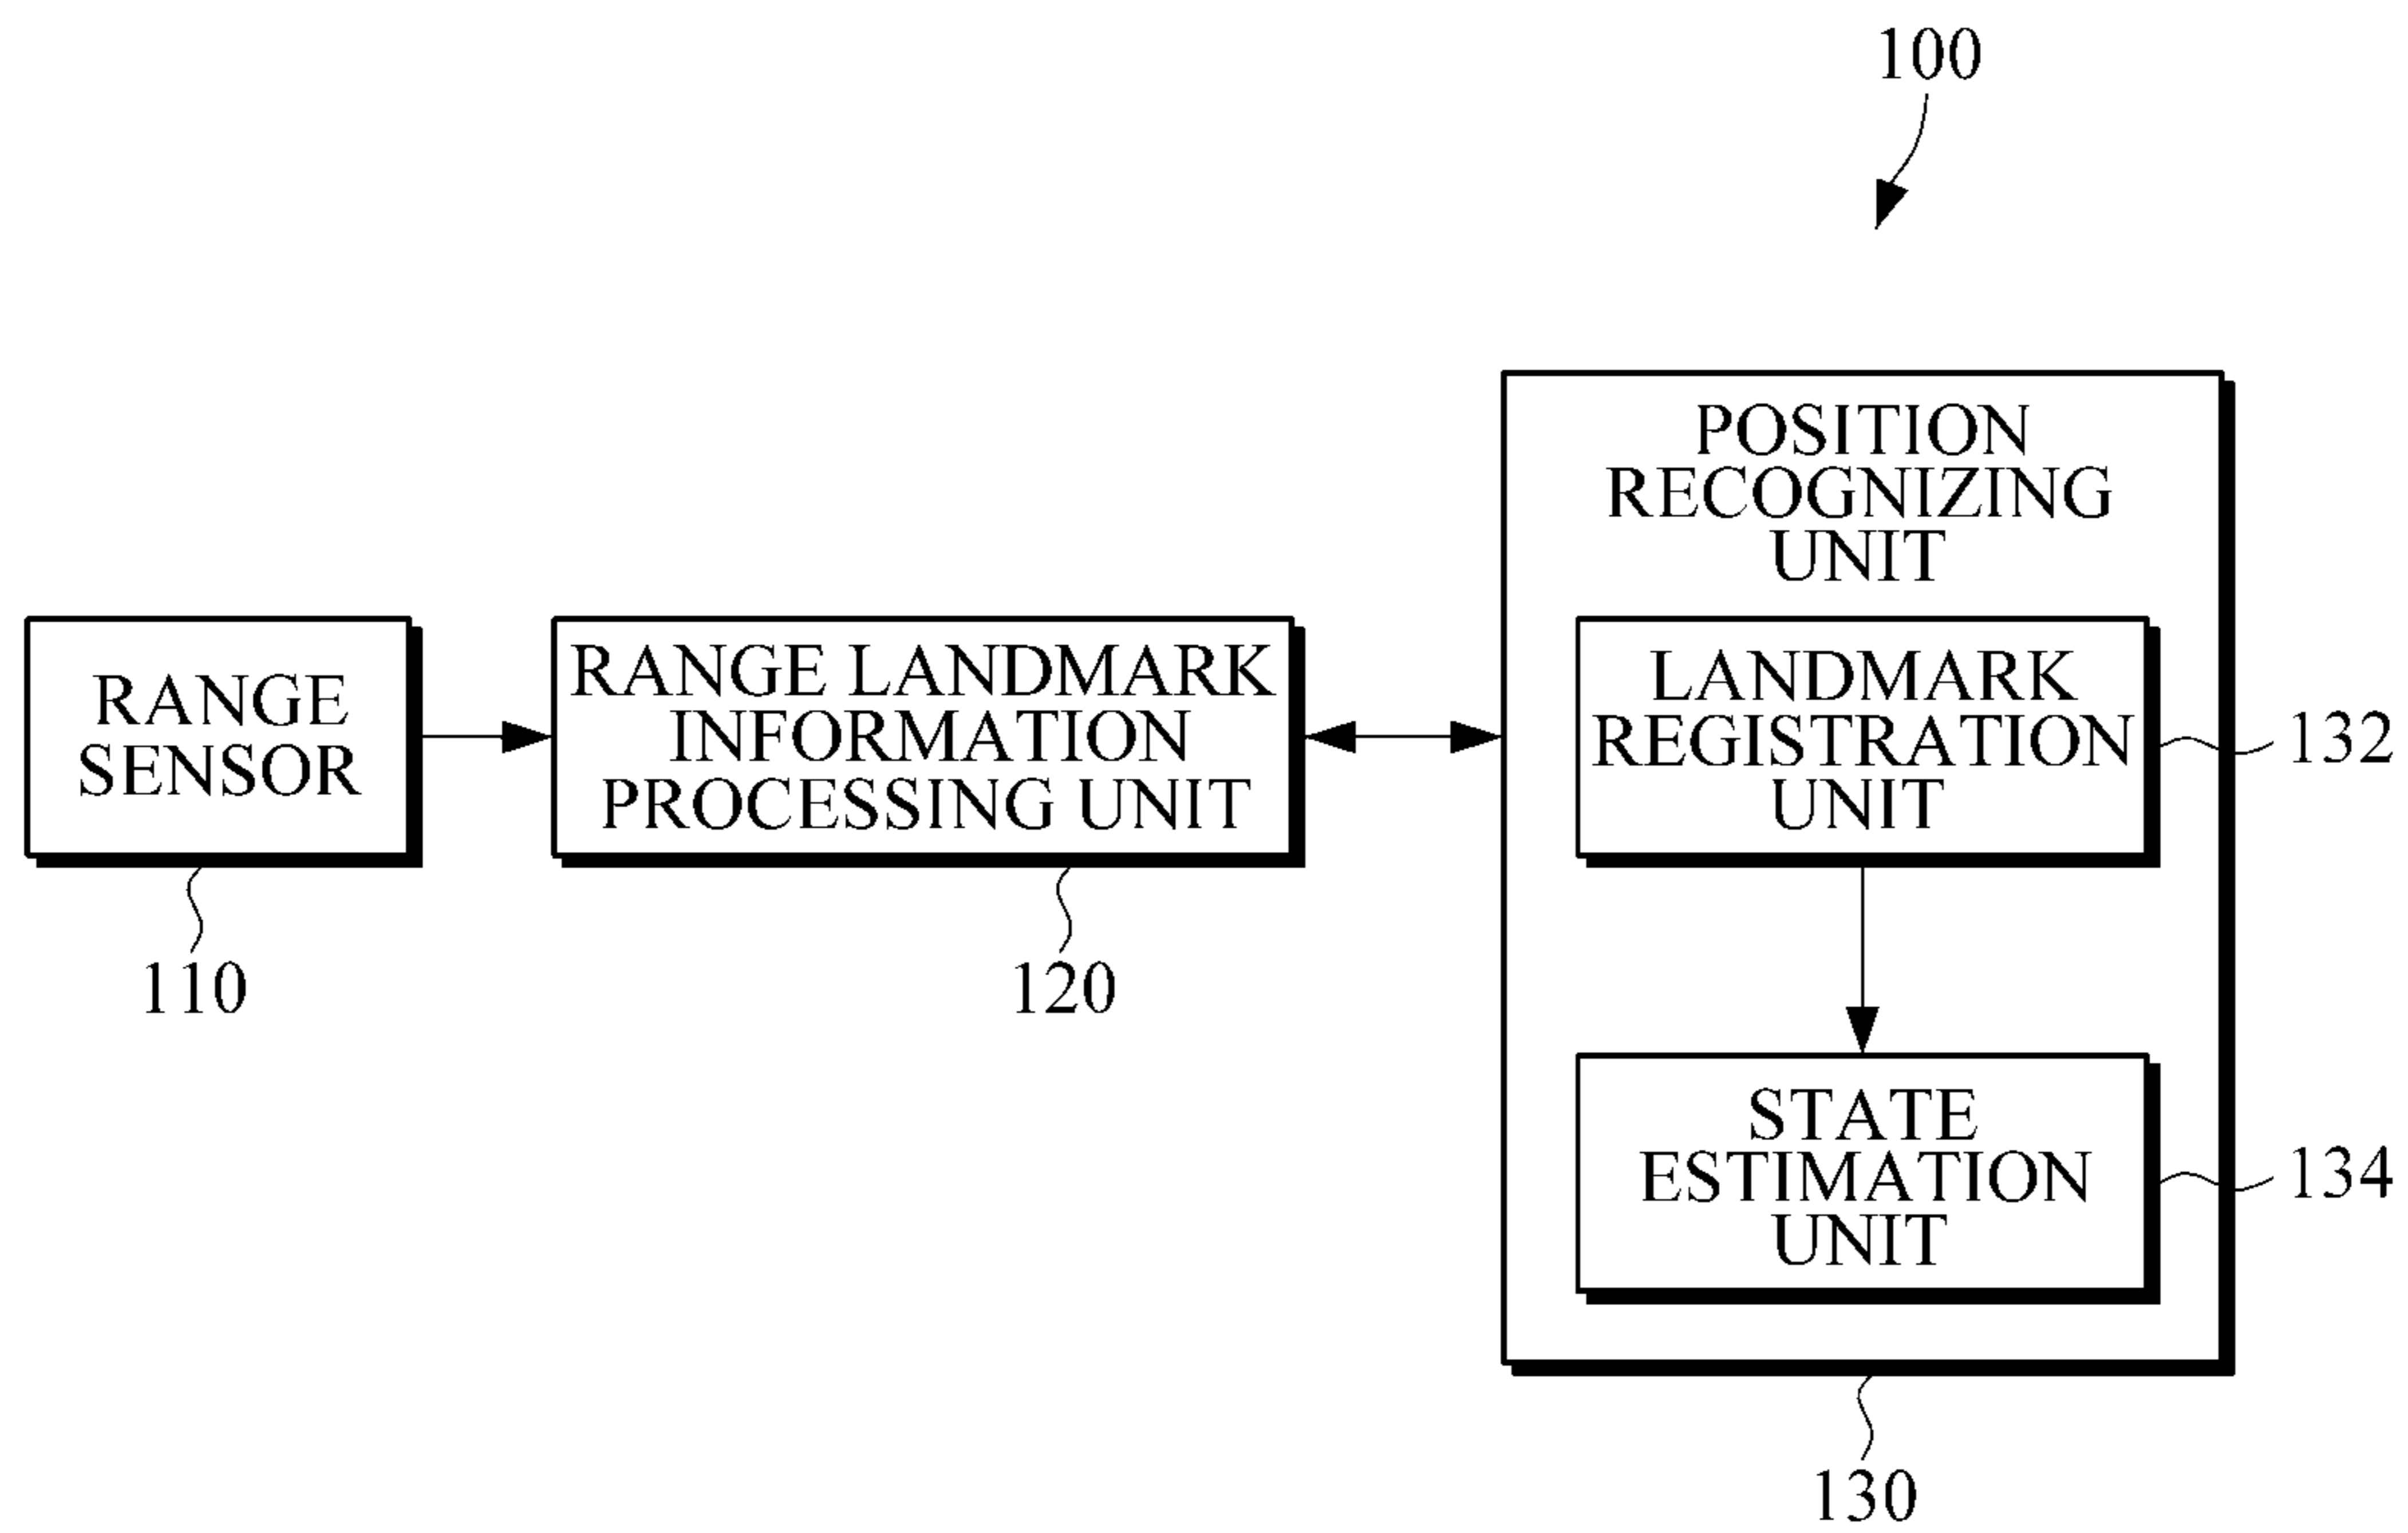 100
POSITION
RECOGNIZING
UNIT
RANGE
SENSOR
RANGE LANDMARK
INFORMATION
PROCESSING UNIT
LANDMARK
REGISTRATION
UNIT
132
110
120
STATE
ESTIMATION
UNIT
134
130